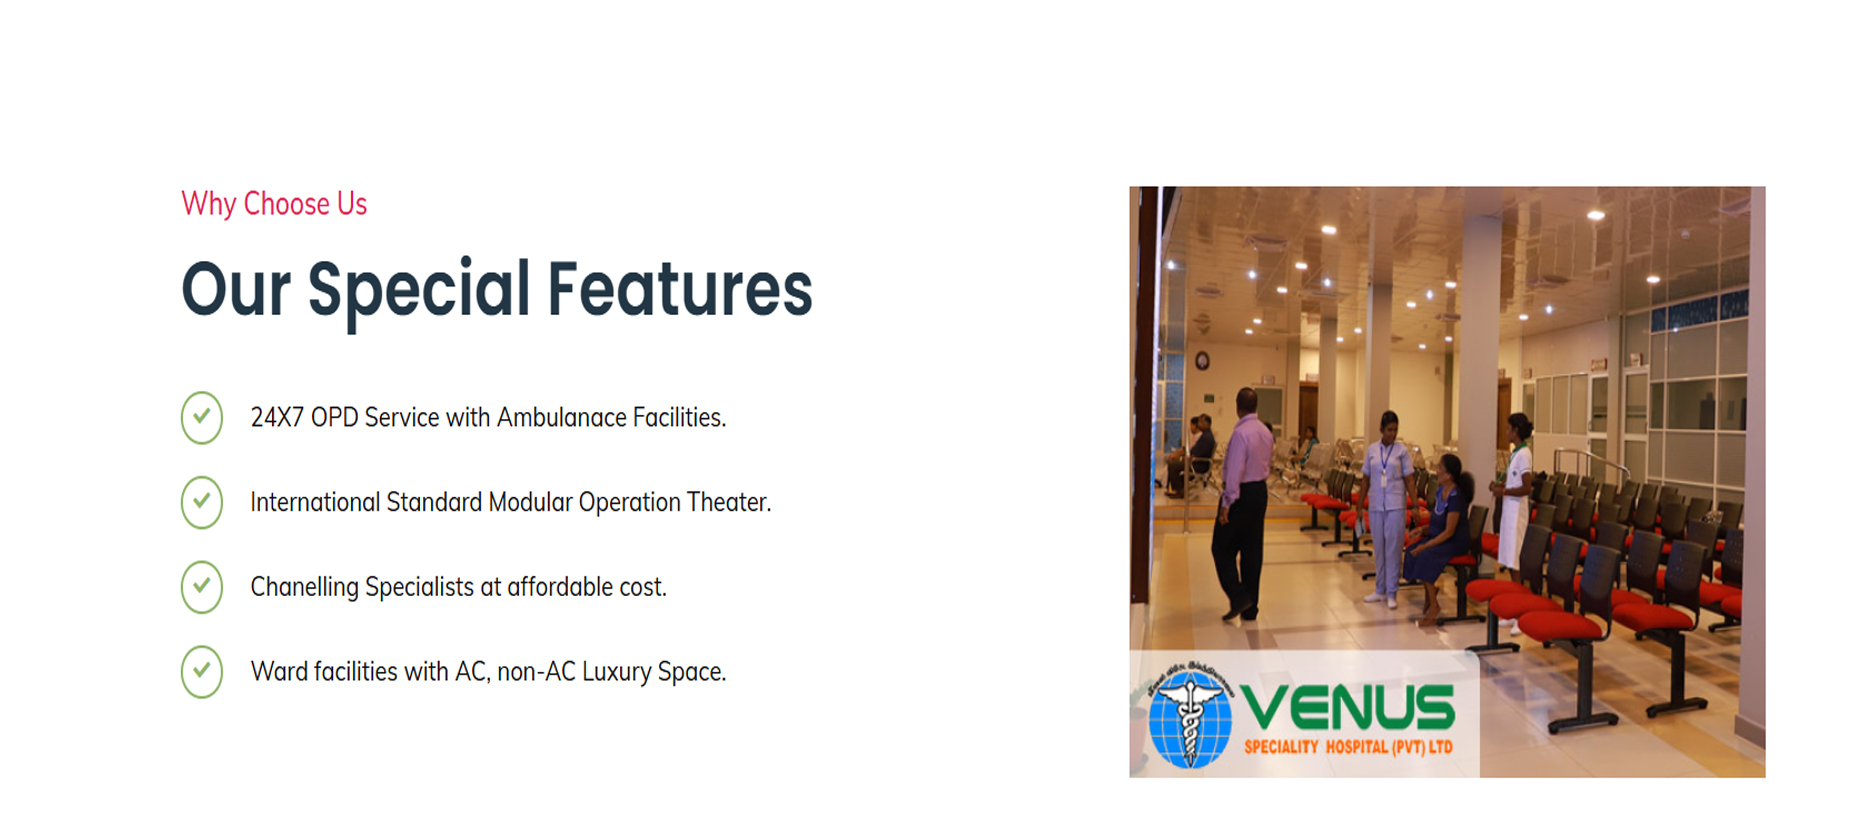 Why Choose Us
Our Special Features
24X7 OPD Service with Ambulanace Facilities.
International Standard Modular Operation Theater.
Chanelling Specialists at affordable cost.
Ward facilities with AC, non-AC Luxury Space.
VENUS
SPECIALITY HOSPITAL (PVT) LTD